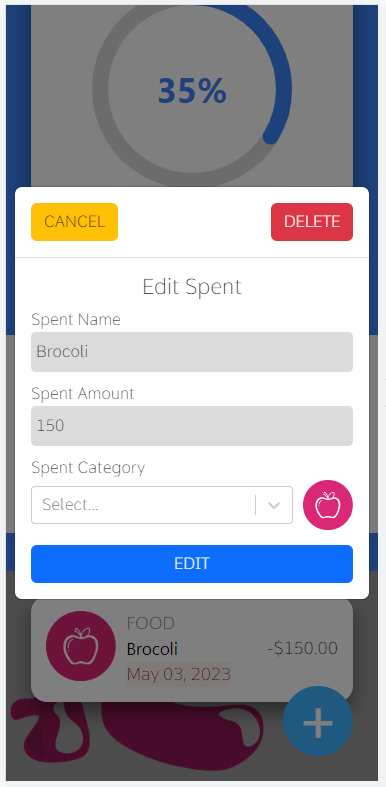 35%
CANCEL
DELETE
Edit Spent
Spent Name
Brocoli
Spent Amount
150
Spent Category
Select...
EDIT
FOOD
Brocoli
-$150.00
May 03, 2023